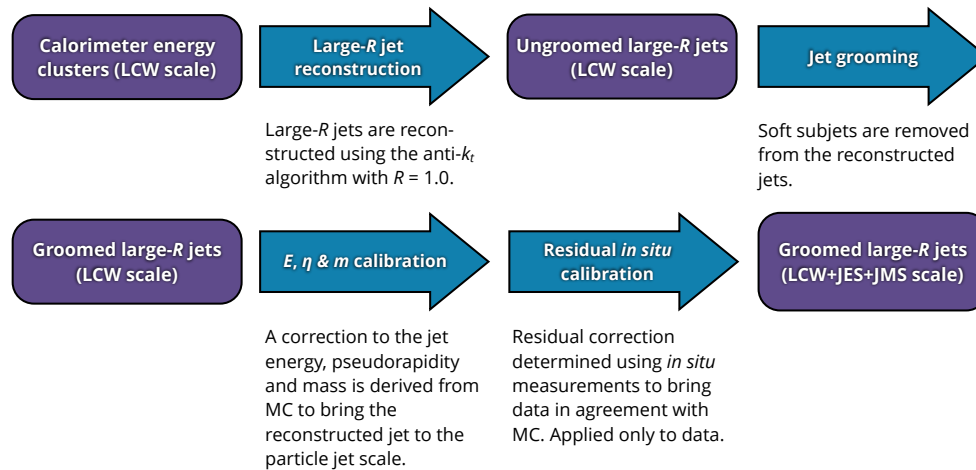 Calorimeter energy
clusters (LCW scale)
Large-R jet
reconstruction
Ungroomed large-R jets
(LCW scale)
Jet grooming
Large-R jets are recon-
structed using the anti-kt
algorithm with R = 1.0.
Soft subjets are removed
from the reconstructed
jets.
Groomed large-R jets
(LCW scale)
E, η & m calibration
Residual in situ
calibration
Groomed large-R jets
(LCW+JES+JMS scale)
A correction to the jet
energy, pseudorapidity
and mass is derived from
MC to bring the
reconstructed jet to the
particle jet scale.
Residual correction
determined using in situ
measurements to bring
data in agreement with
MC. Applied only to data.